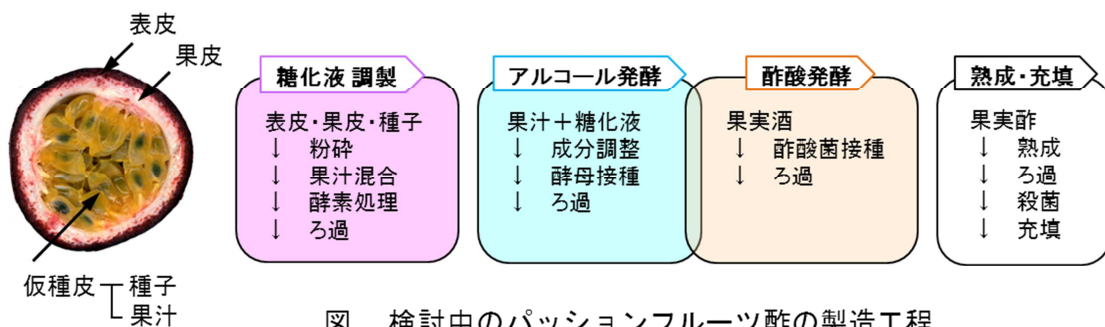 表皮
果皮
仮種皮
種子
果汁
糖化液調製
表皮・果皮・種子
↓ 粉砕
↓ 果汁混合
↓ 酵素処理
↓ ろ過
アルコール発酵
果汁+糖化液
↓ 成分調整
↓ 酵母接種
↓ ろ過
酢酸発酵
果実酒
↓ 酢酸菌接種
↓ ろ過
熟成・充填
果実酢
↓ 熟成
↓ ろ過
↓ 殺菌
↓ 充填
図 検討中のパッションフルーツ酢の製造工程